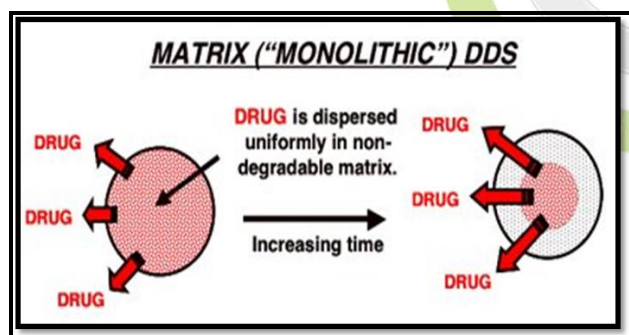 MATRIX ("MONOLITHIC") DDS
DRUG
DRUG
DRUG
DRUG is dispersed
uniformly in non-
degradable matrix.
Increasing time
DRUG
DRUG
DRUG